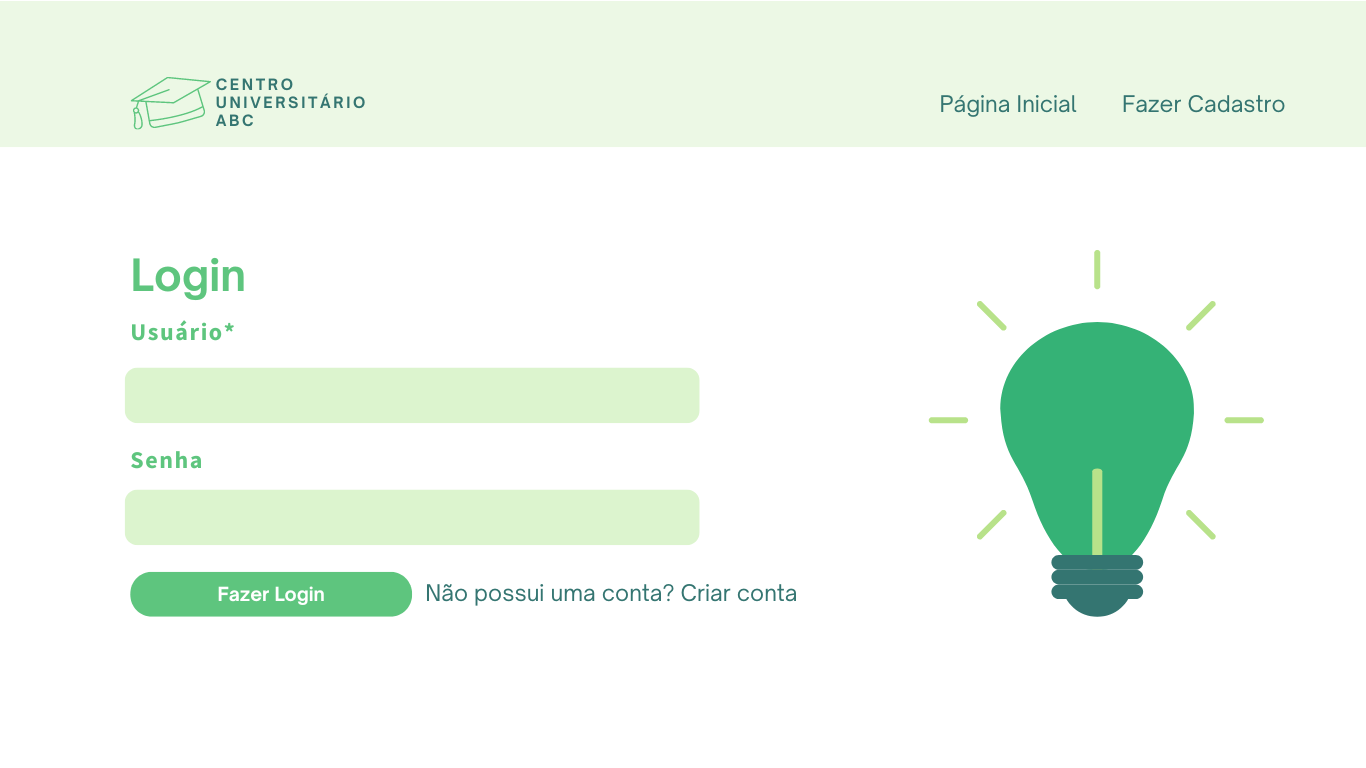 CENTRO
UNIVERSITÁRIO
ABC
Página Inicial
Fazer Cadastro
Login
Usuário*
Senha
Fazer Login
Não possui uma conta? Criar conta